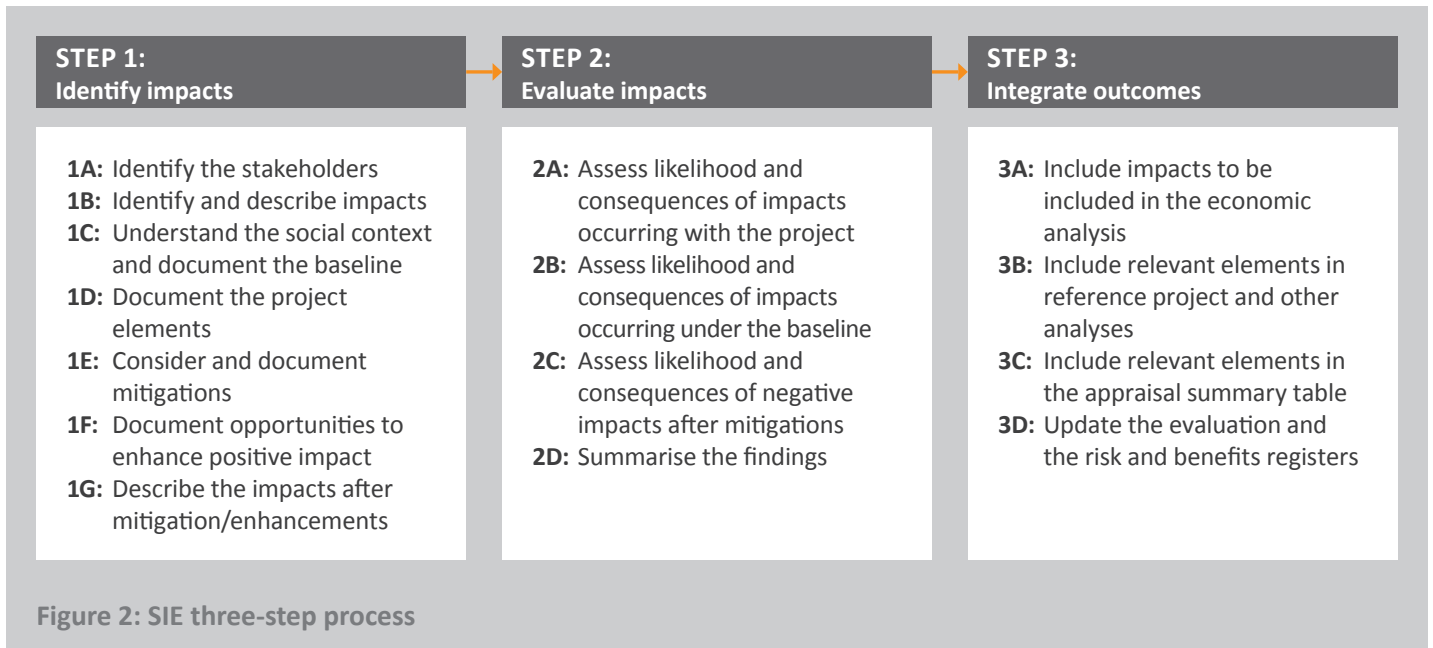 STEP 1:
Identify impacts
1A: Identify the stakeholders
1B: Identify and describe impacts
1C: Understand the social context
and document the baseline
1D: Document the project
elements
1E: Consider and document
mitigations
1F: Document opportunities to
enhance positive impact
1G: Describe the impacts after
mitigation/enhancements
STEP 2:
Evaluate impacts
2A: Assess likelihood and
consequences of impacts
occurring with the project
2B: Assess likelihood and
consequences of impacts
occurring under the baseline
2C: Assess likelihood and
consequences of negative
impacts after mitigations
2D: Summarise the findings
STEP 3:
Integrate outcomes
3A: Include impacts to be
included in the economic
analysis
3B: Include relevant elements in
reference project and other
analyses
3C: Include relevant elements in
the appraisal summary table
3D: Update the evaluation and
the risk and benefits registers
Figure 2: SIE three-step process